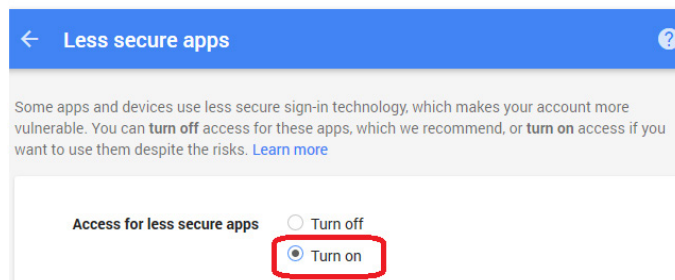 Less secure apps
Some apps and devices use less secure sign-in technology, which makes your account more
vulnerable. You can turn off access for these apps, which we recommend, or turn on access if you
want to use them despite the risks. Learn more
Access for less secure apps
Turn off
Turn on